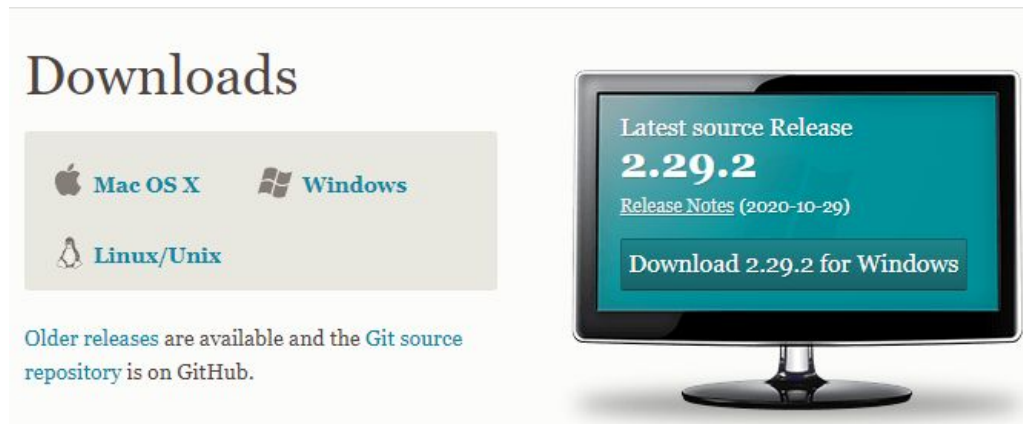 Downloads
Mac OS X
Windows
Linux/Unix
Older releases are available and the Git source
repository is on GitHub.
Latest source Release
2.29.2
Release Notes (2020-10-29)
Download 2.29.2 for Windows